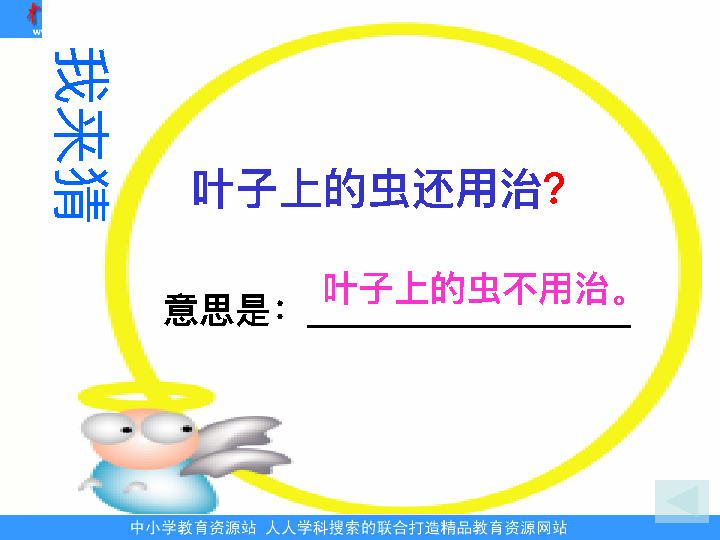 我来猜
叶子上的虫还用治?
叶子上的虫不用治。
意思是：
中小学教育资源站 人人学科搜索的联合打造精品教育资源网站